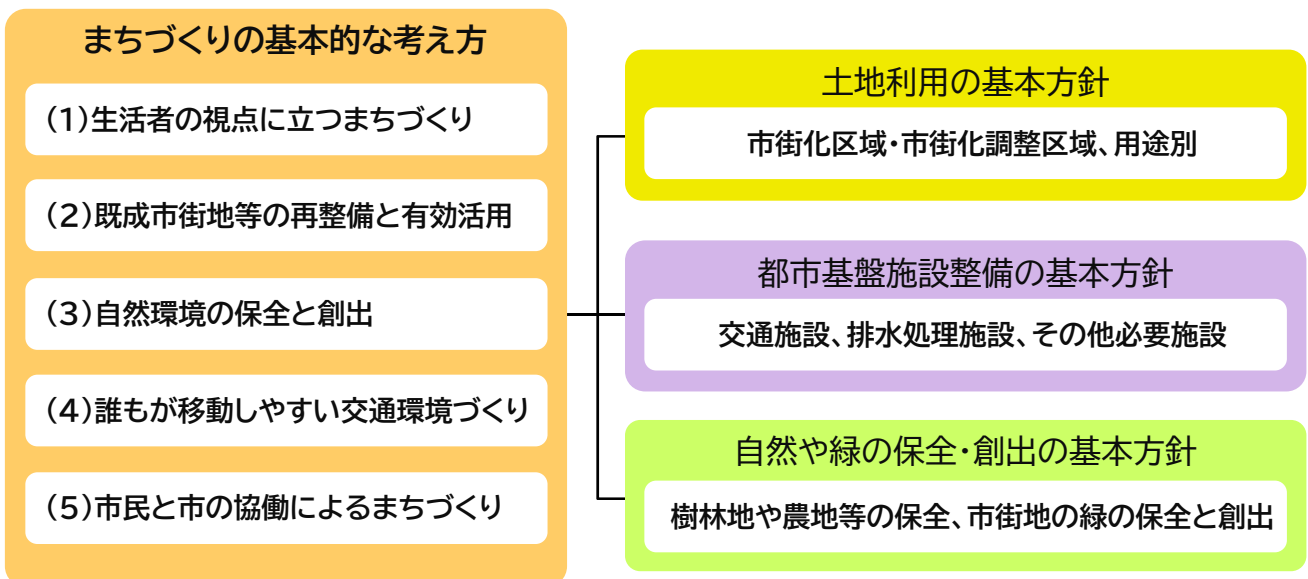 まちづくりの基本的な考え方
(1)生活者の視点に立つまちづくり
(2)既成市街地等の再整備と有効活用
(3)自然環境の保全と創出
(4)誰もが移動しやすい交通環境づくり
(5)市民と市の協働によるまちづくり
土地利用の基本方針
市街化区域・市街化調整区域、用途別
都市基盤施設整備の基本方針
交通施設、排水処理施設、その他必要施設
自然や緑の保全・創出の基本方針
樹林地や農地等の保全、市街地の緑の保全と創出